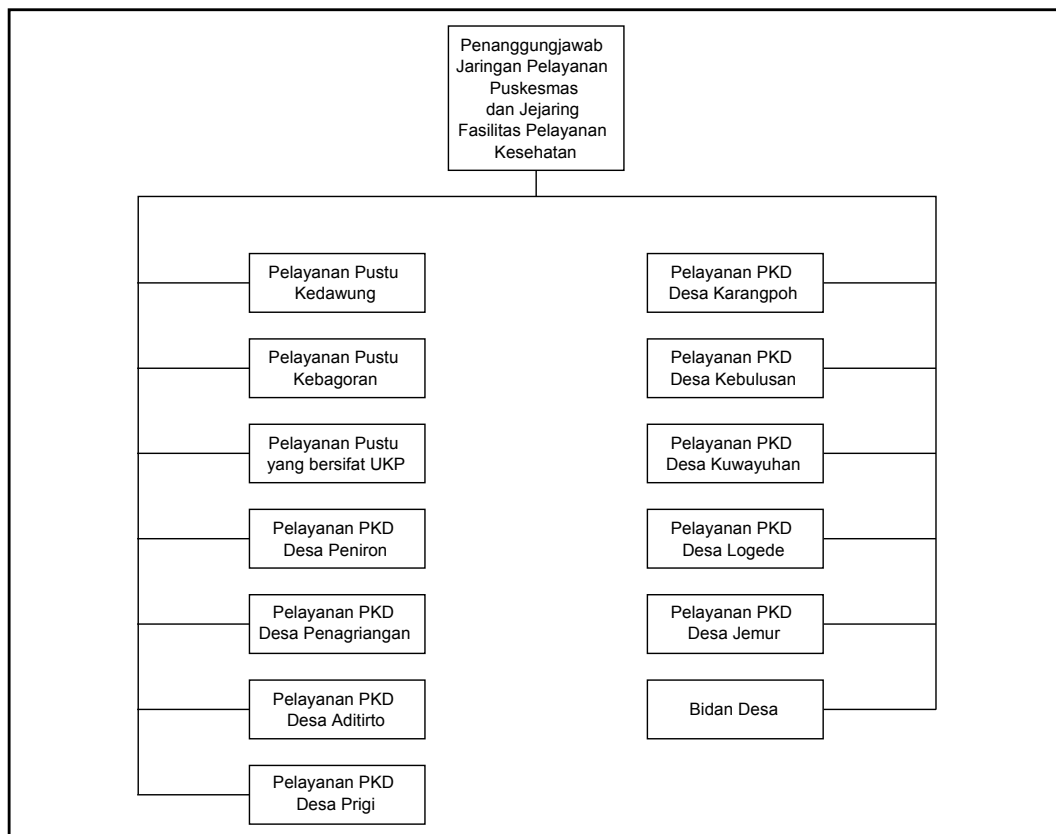 Penanggungjawab
Jaringan Pelayanan
Puskesmas
dan Jejaring
Fasilitas Pelayanan
Kesehatan
Pelayanan Pustu
Kedawung
Pelayanan Pustu
Kebagoran
Pelayanan Pustu
yang bersifat UKP
Pelayanan PKD
Desa Peniron
Pelayanan PKD
Desa Penagriangan
Pelayanan PKD
Desa Aditirto
Pelayanan PKD
Desa Prigi
Pelayanan PKD
Desa Karangpoh
Pelayanan PKD
Desa Kebulusan
Pelayanan PKD
Desa Kuwayuhan
Pelayanan PKD
Desa Logede
Pelayanan PKD
Desa Jemur
Bidan Desa